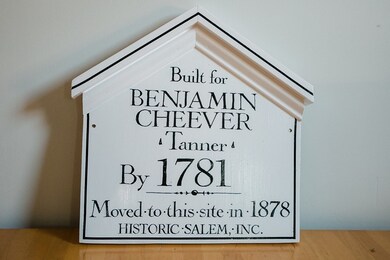 Built for
BENJAMIN
CHEEVER
Tanner
By 1781
Moved·to·this·site·in·1878
HISTORIC·SALEM,·INC.